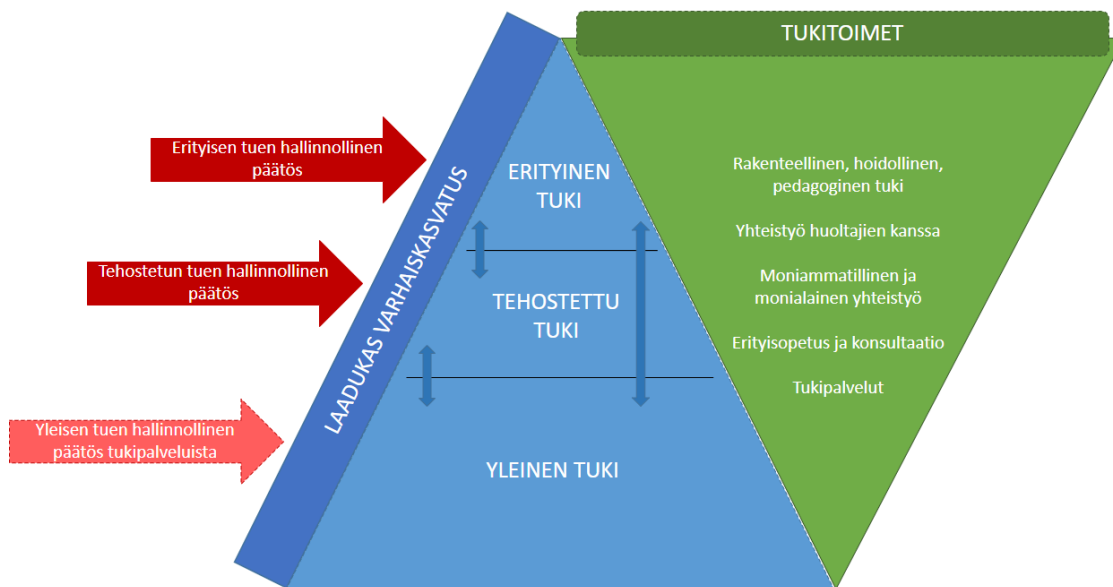 TUKITOIMET
Erityisen tuen hallinnollinen
päätös
Tehostetun tuen hallinnollinen
päätös
Yleisen tuen hallinnollinen
päätös tukipalveluista
LAADUKAS VARHAISKASVATUS
ERITYINEN
TUKI
TEHOSTETTU
TUKI
YLEINEN TUKI
Rakenteellinen, hoidollinen,
pedagoginen tuki
Yhteistyö huoltajien kanssa
Moniammatillinen ja
monialainen yhteistyö
Erityisopetus ja konsultaatio
Tukipalvelut